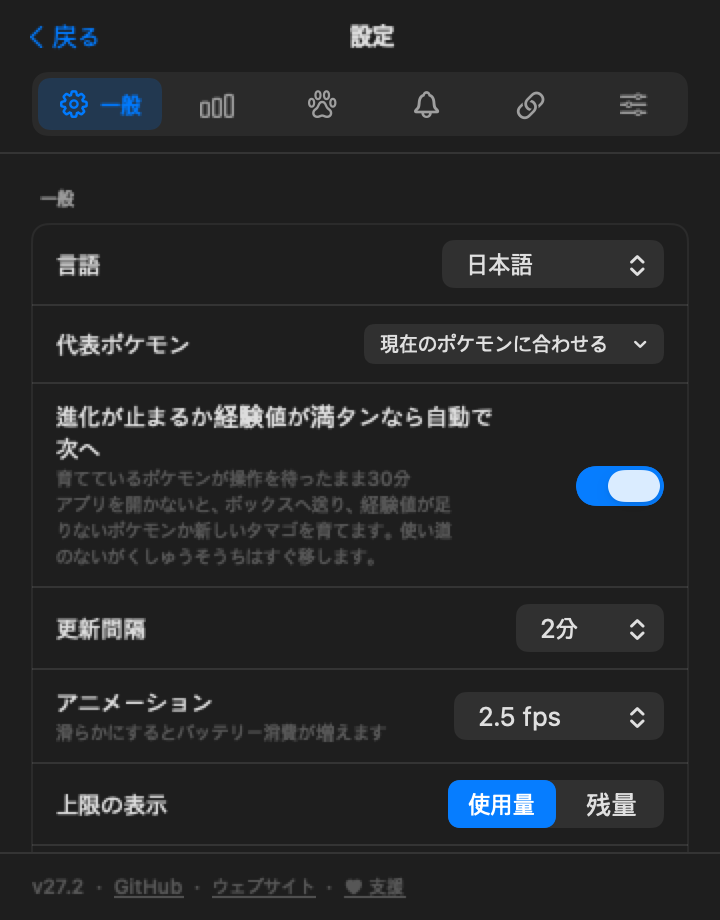 戻る
設定
一般
一般
言語
日本語
代表ポケモン
現在のポケモンに合わせる
進化が止まるか経験値が満タンなら自動で
次へ
育てているポケモンが操作を待ったまま30分
アプリを開かないと、ボックスへ送り、経験値が足
りないポケモンか新しいタマゴを育てます。使い道
のないがくしゅうそうちはすぐ移します。
更新間隔
2分
アニメーション
2.5 fps
滑らかにするとバッテリー消費が増えます
上限の表示
使用量 残量
v27.2 · GitHub · ウェブサイト · 支援